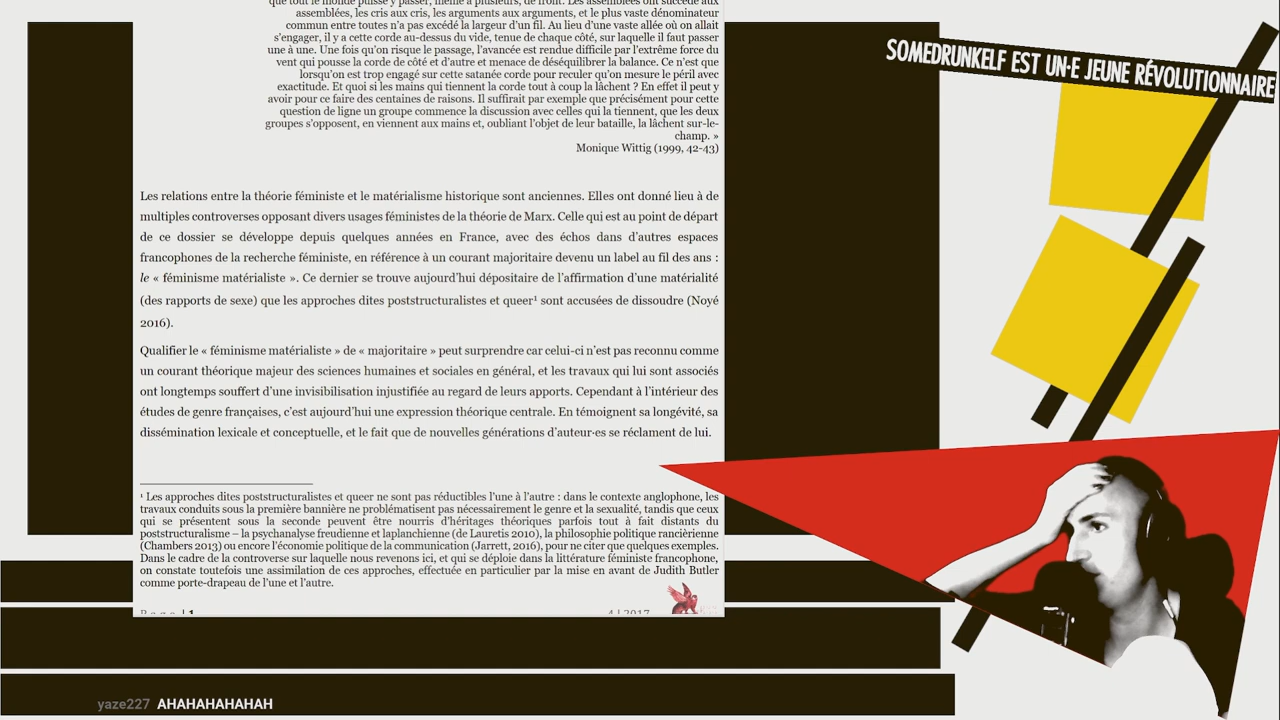 que tout le monde puisse y passer, même à plusieurs, de front. Les assemblées ont succédé aux
assemblées, les cris aux cris, les arguments aux arguments, et le plus vaste dénominateur
commun entre toutes n'a pas excédé la largeur d'un fil. Au lieu d'une vaste allée où on allait
s'engager, il y a cette corde au-dessus du vide, tenue de chaque côté, sur laquelle il faut passer
une à une. Une fois qu'on risque le passage, l'avancée est rendue difficile par l'extrême force du
vent qui pousse la corde de côté et d'autre et menace de déséquilibrer la balance. Ce n'est que
lorsqu'on est trop engagé sur cette satanée corde pour reculer qu'on mesure le péril avec
exactitude. Et quoi si les mains qui tiennent la corde tout à coup la lâchent ? En effet il peut y
avoir pour ce faire des centaines de raisons. Il suffirait par exemple que précisément pour cette
question de ligne un groupe commence la discussion avec celles qui la tiennent, que les deux
groupes s'opposent, en viennent aux mains et, oubliant l'objet de leur bataille, la lâchent sur-le-
champ. »
Monique Wittig (1999, 42-43)
Les relations entre la théorie féministe et le matérialisme historique sont anciennes. Elles ont donné lieu à de
multiples controverses opposant divers usages féministes de la théorie de Marx. Celle qui est au point de départ
de ce dossier se développe depuis quelques années en France, avec des échos dans d'autres espaces
francophones de la recherche féministe, en référence à un courant majoritaire devenu un label au fil des ans :
le « féminisme matérialiste ». Ce dernier se trouve aujourd'hui dépositaire de l'affirmation d'une matérialité
(des rapports de sexe) que les approches dites poststructuralistes et queer¹ sont accusées de dissoudre (Noyé
2016).
Qualifier le « féminisme matérialiste » de « majoritaire » peut surprendre car celui-ci n'est pas reconnu comme
un courant théorique majeur des sciences humaines et sociales en général, et les travaux qui lui sont associés
ont longtemps souffert d'une invisibilisation injustifiée au regard de leurs apports. Cependant à l'intérieur des
études de genre françaises, c'est aujourd'hui une expression théorique centrale. En témoignent sa longévité, sa
dissémination lexicale et conceptuelle, et le fait que de nouvelles générations d'auteur·es se réclament de lui.
¹ Les approches dites poststructuralistes et queer ne sont pas réductibles l'une à l'autre : dans le contexte anglophone, les
travaux conduits sous la première bannière ne problématisent pas nécessairement le genre et la sexualité, tandis que ceux
qui se présentent sous la seconde peuvent être nourris d'héritages théoriques parfois tout à fait distants du
poststructuralisme – la psychanalyse freudienne et laplanchienne (de Lauretis 2010), la philosophie politique rancièrienne
(Chambers 2013) ou encore l'économie politique de la communication (Jarrett, 2016), pour ne citer que quelques exemples.
Dans le cadre de la controverse sur laquelle nous revenons ici, et qui se déploie dans la littérature féministe francophone,
on constate toutefois une assimilation de ces approches, effectuée en particulier par la mise en avant de Judith Butler
comme porte-drapeau de l'une et l'autre.
Page | 1
4 | 2017
SOMEDRUNKELF EST UN·E JEUNE RÉVOLUTIONNAIRE
yaze227 AHAHAHAHAHAH